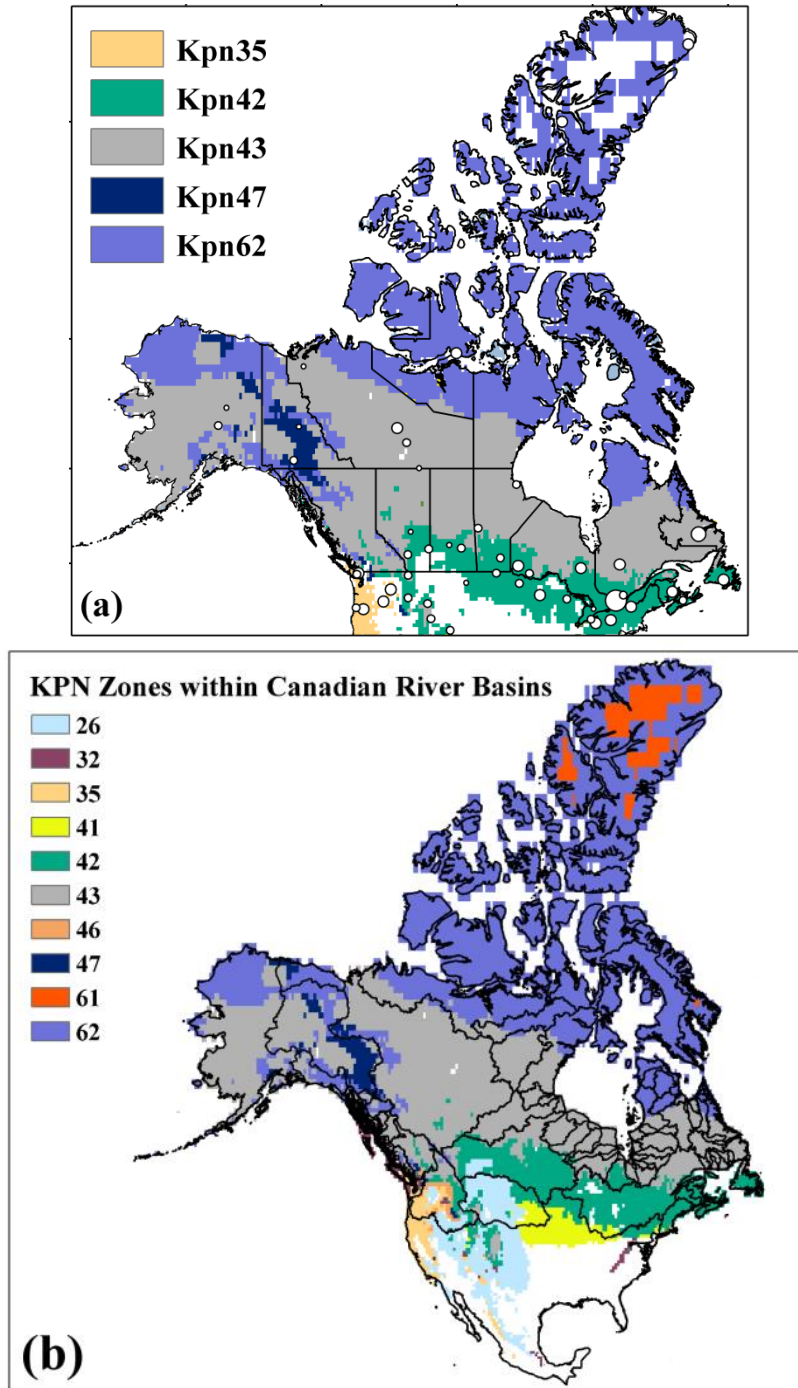 Kpn35
Kpn42
Kpn43
Kpn47
Kpn62
(a)
KPN Zones within Canadian River Basins
26
32
35
41
42
43
46
47
61
62
(b)